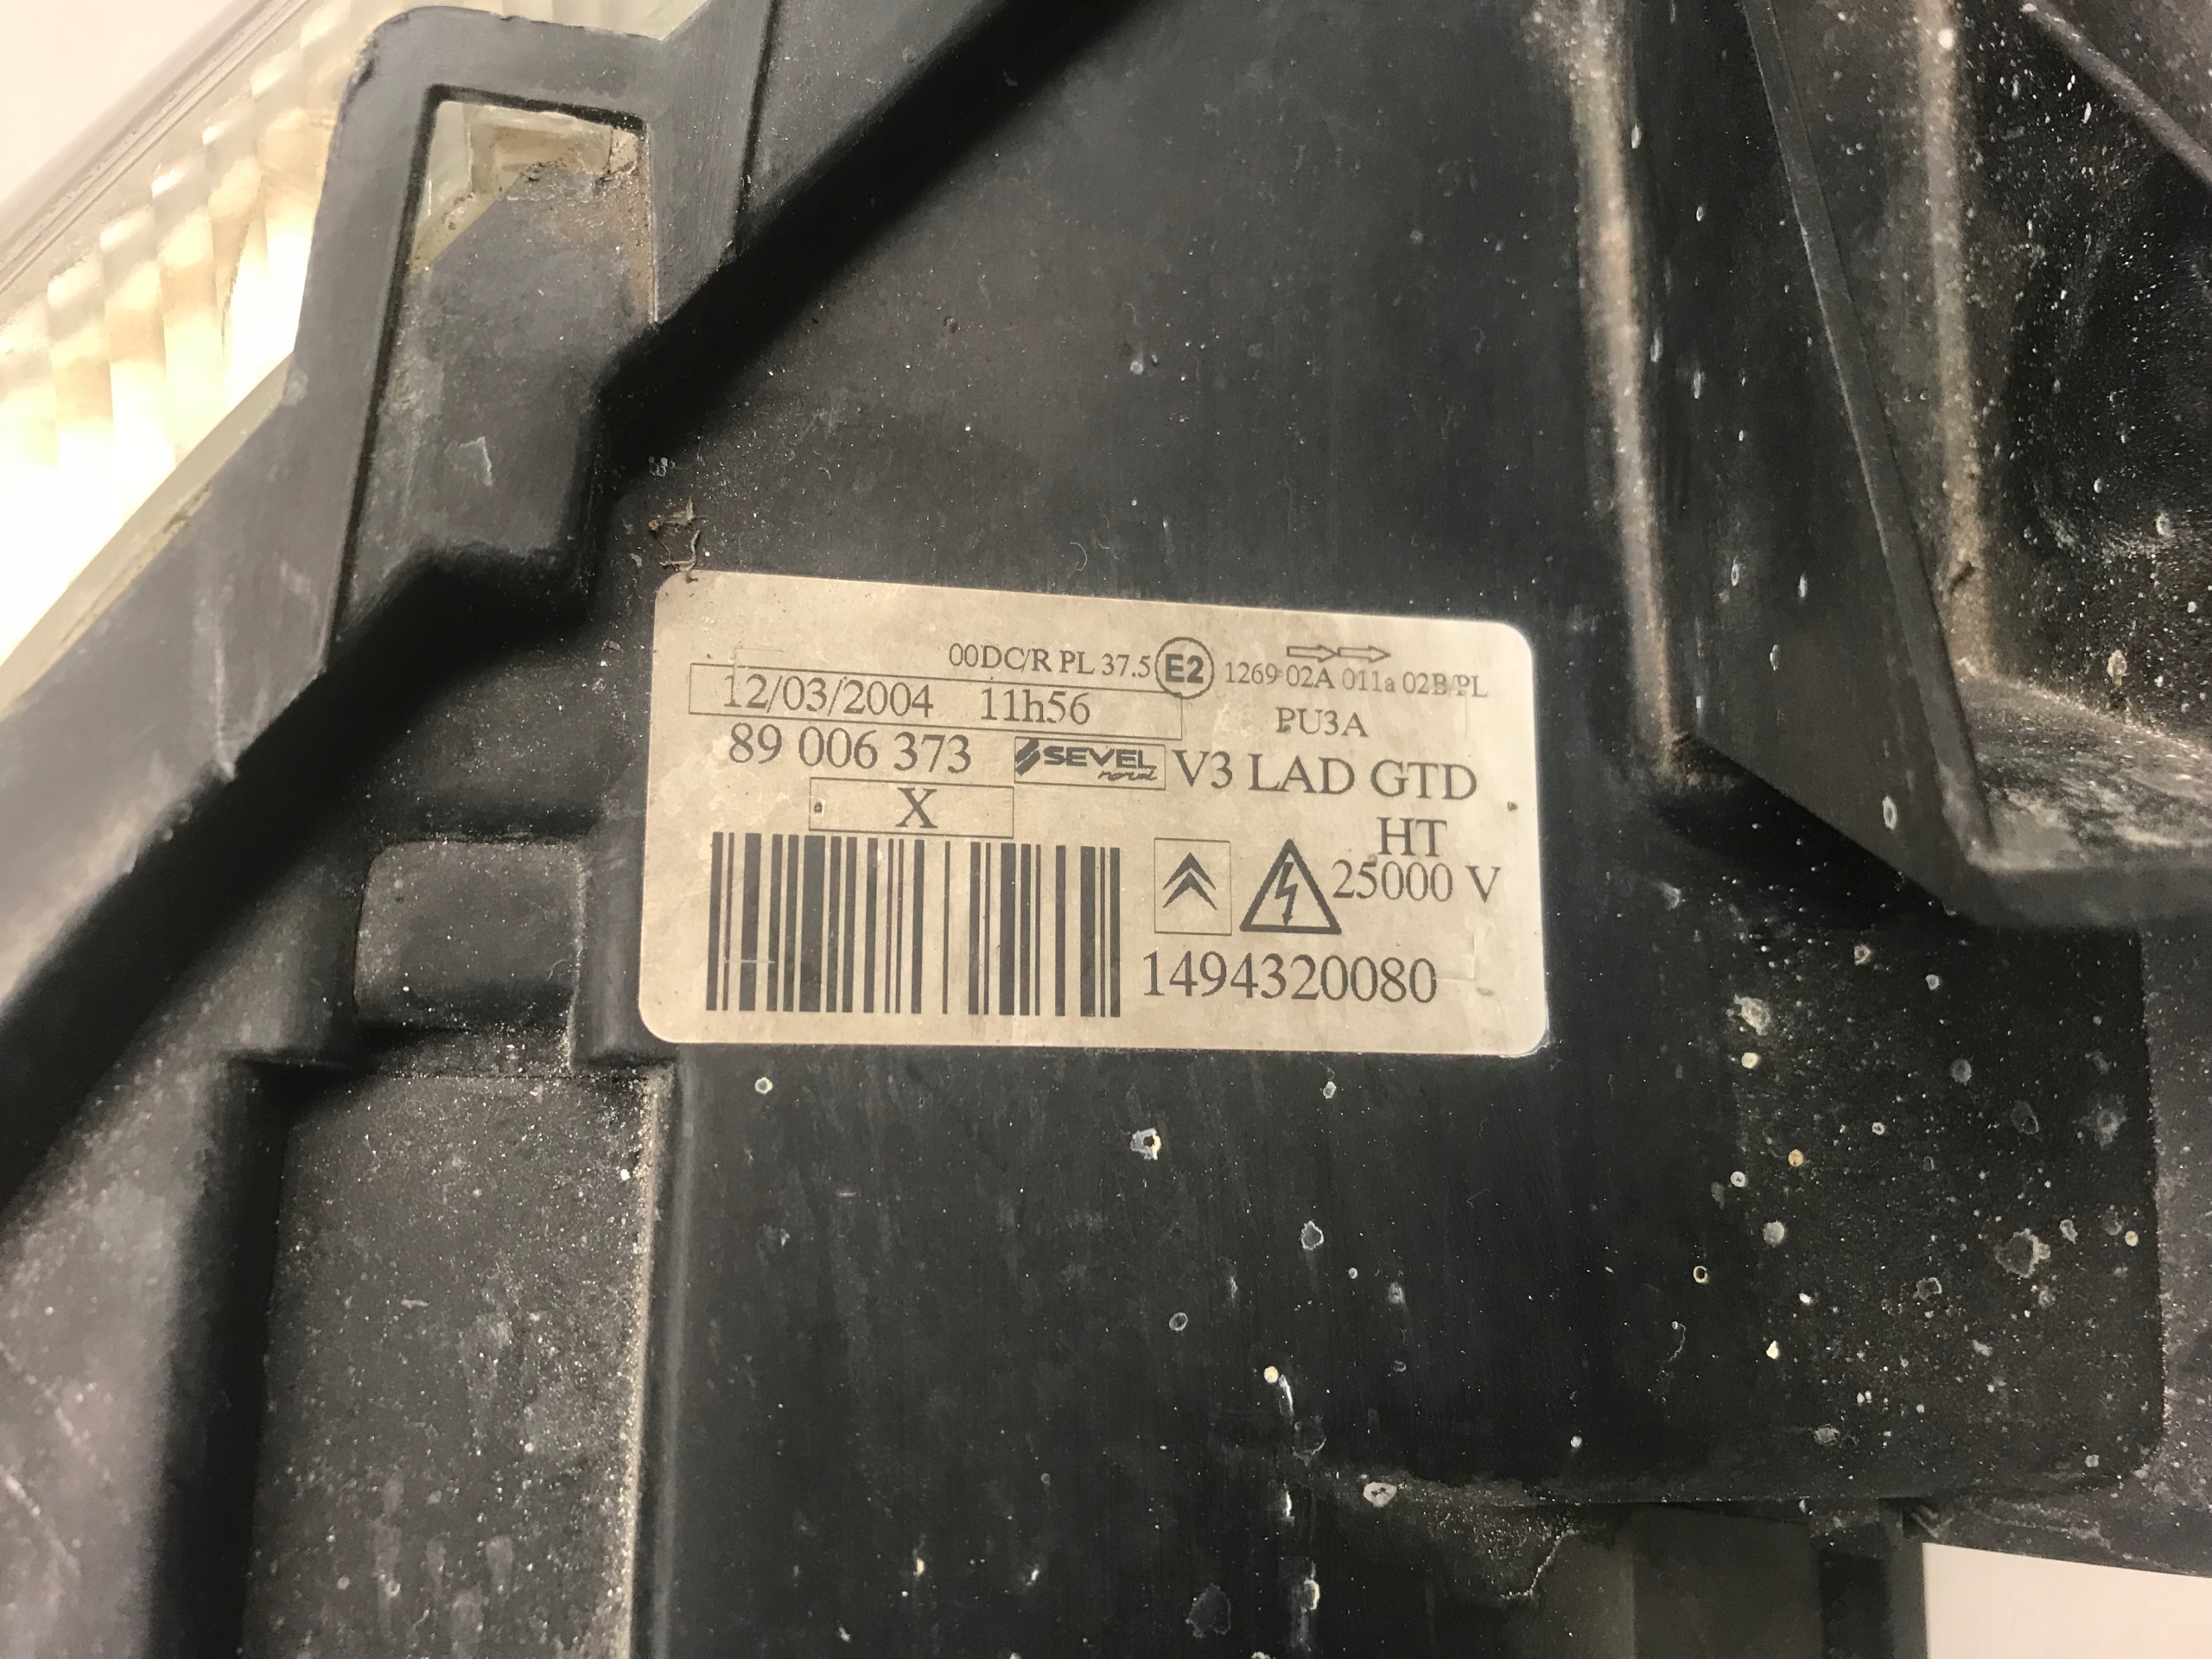 00DC/R PL 37.5 E2 1269 02A 011a 02B/PL
12/03/2004 11h56 PU3A
89 006 373 SEVEL V3 LAD GTD
X
HT
25000 V
1494320080